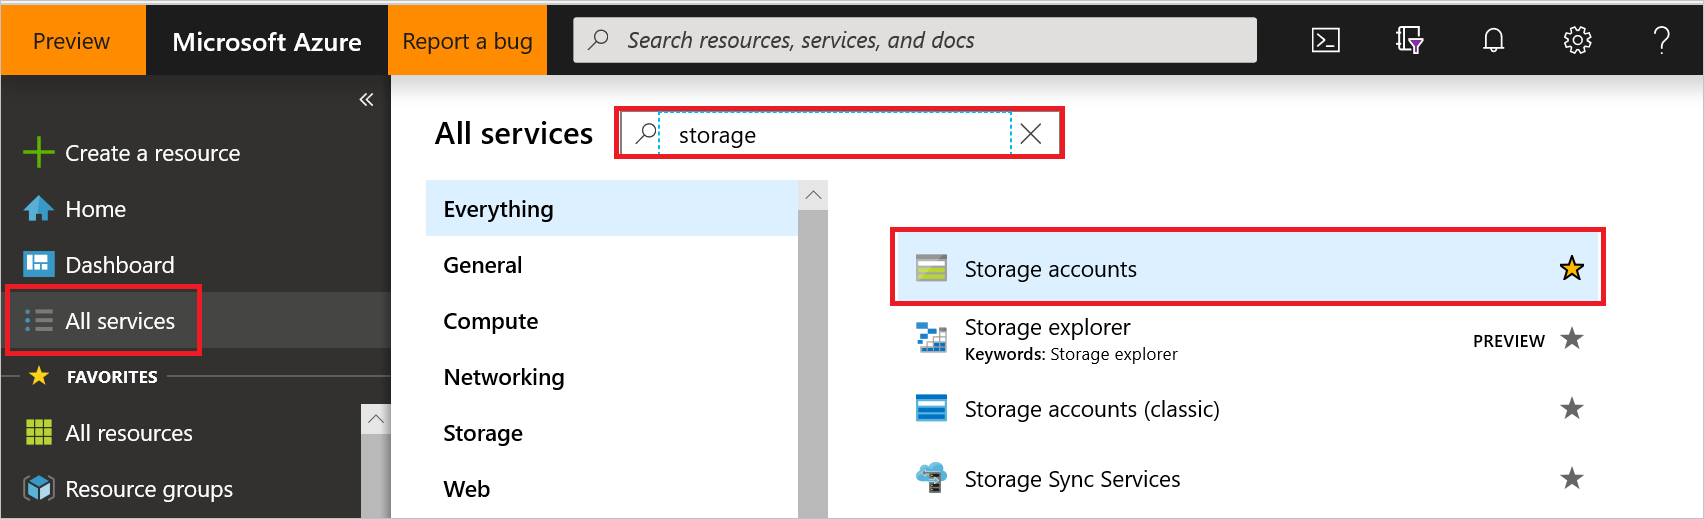 Preview
Microsoft Azure
Report a bug
Search resources, services, and docs
Create a resource
Home
Dashboard
All services
FAVORITES
All resources
Resource groups
All services
storage
Everything
General
Compute
Networking
Storage
Web
Storage accounts
Storage explorer
PREVIEW
Keywords: Storage explorer
Storage accounts (classic)
Storage Sync Services